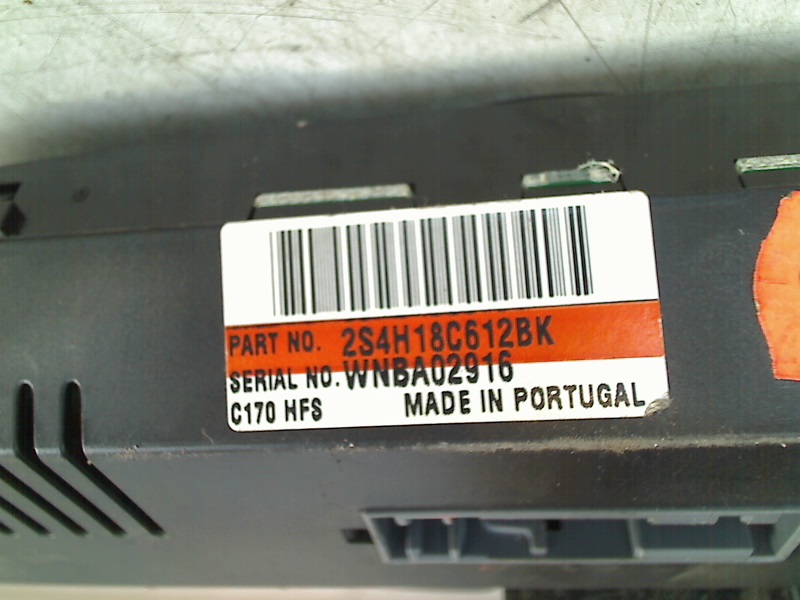 PART NO. 2S4H18C612BK
SERIAL NO. WNBA02916
C170 HFS MADE IN PORTUGAL